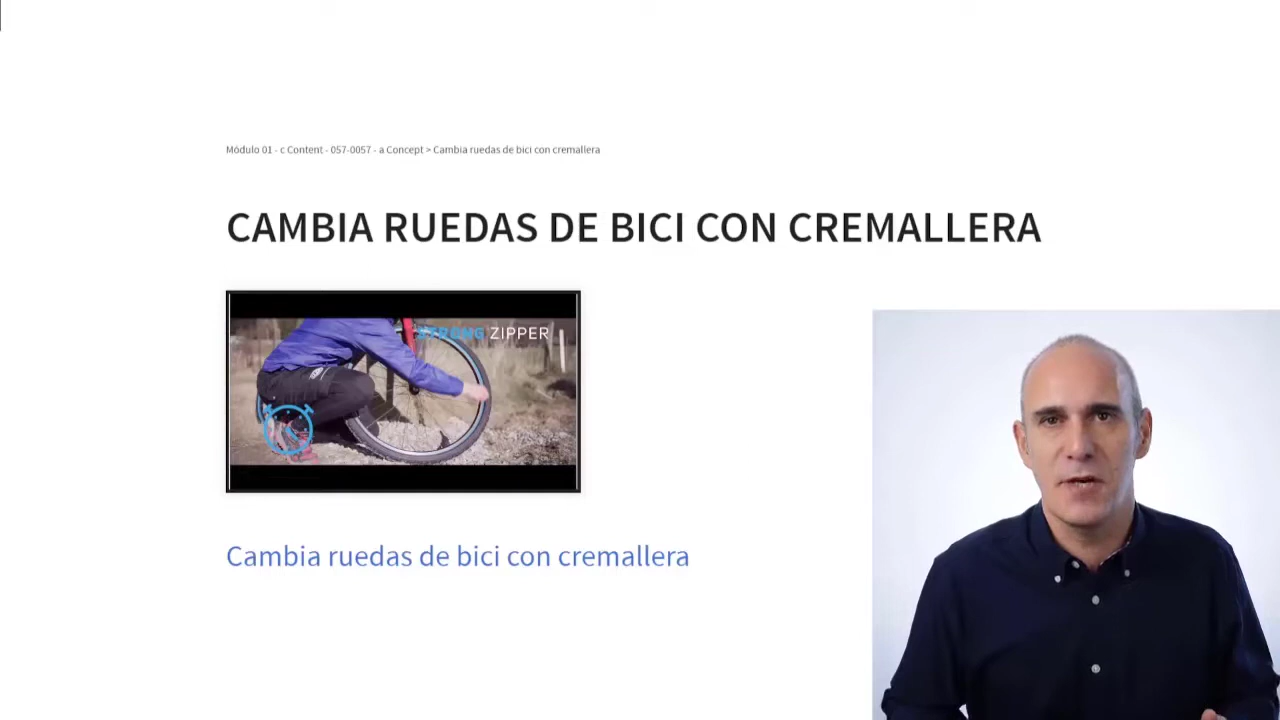 Módulo 01 - c Content - 057-0057 - a Concept > Cambia ruedas de bici con cremallera
CAMBIA RUEDAS DE BICI CON CREMALLERA
STRONG ZIPPER
Cambia ruedas de bici con cremallera